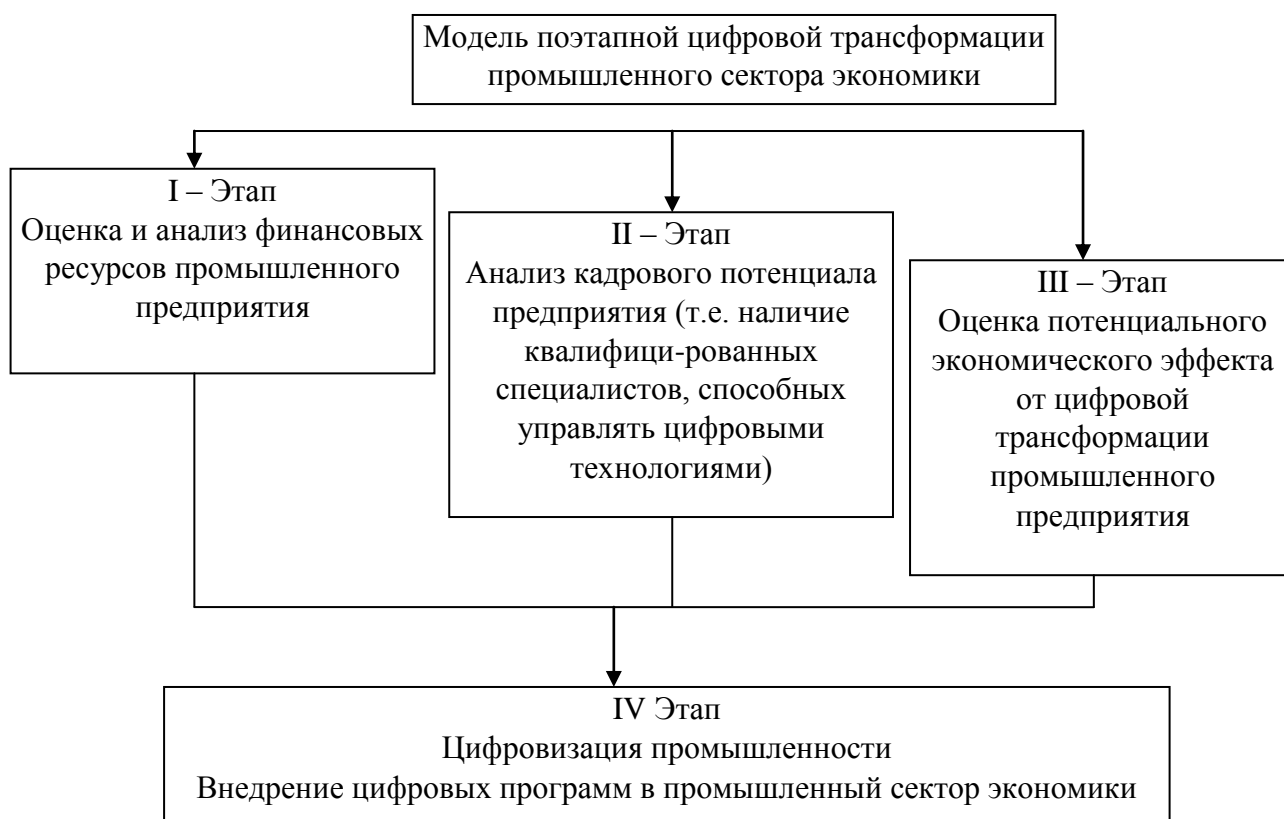 Модель поэтапной цифровой трансформации
промышленного сектора экономики
I – Этап
Оценка и анализ финансовых
ресурсов промышленного
предприятия
II – Этап
Анализ кадрового потенциала
предприятия (т.е. наличие
квалифици-рованных
специалистов, способных
управлять цифровыми
технологиями)
III – Этап
Оценка потенциального
экономического эффекта
от цифровой
трансформации
промышленного
предприятия
IV Этап
Цифровизация промышленности
Внедрение цифровых программ в промышленный сектор экономики